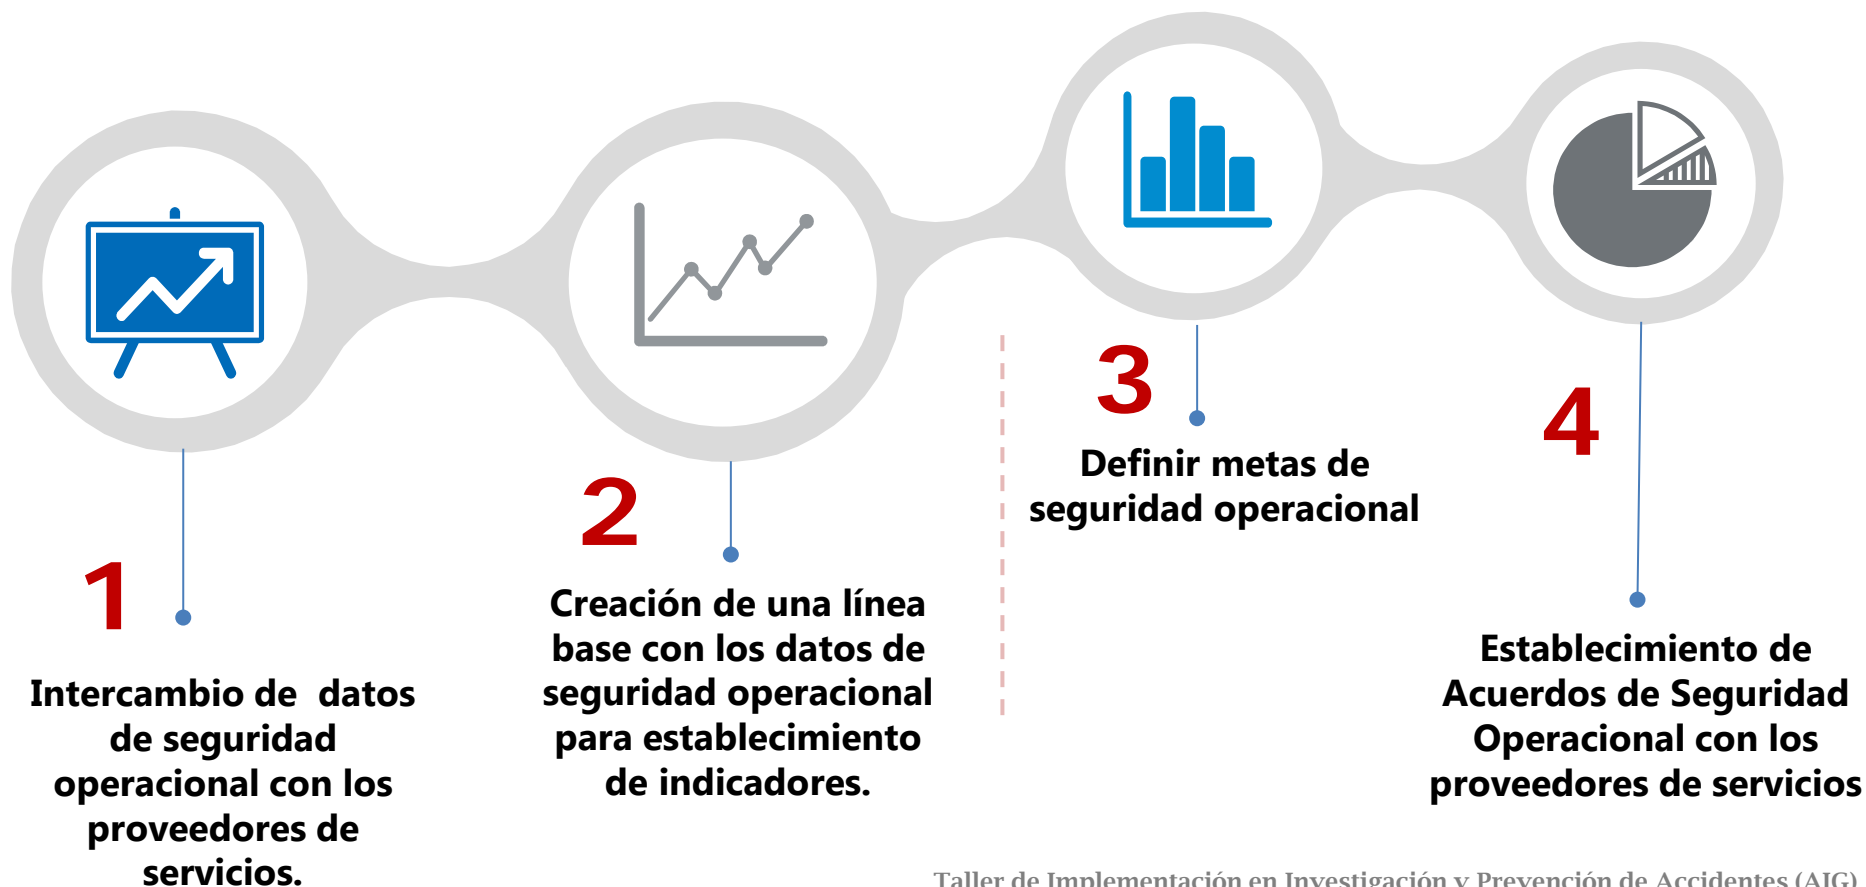 1
Intercambio de  datos
de seguridad
operacional con los
proveedores de
servicios.
2
Creación de una línea
base con los datos de
seguridad operacional
para establecimiento
de indicadores.
3
Definir metas de
seguridad operacional
4
Establecimiento de
Acuerdos de Seguridad
Operacional con los
proveedores de servicios
Taller de Implementación en Investigación y Prevención de Accidentes (AIG)